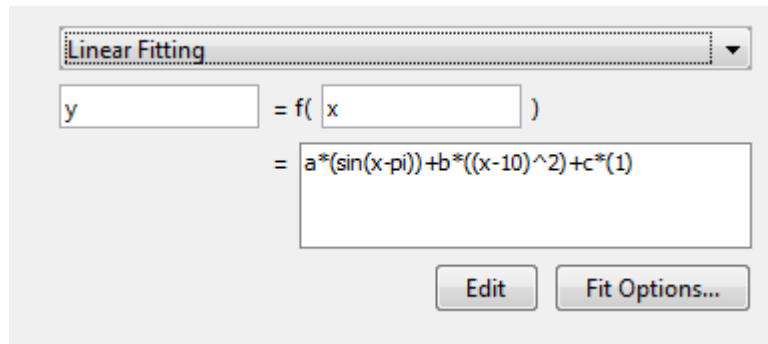 Linear Fitting
y = f( x )
= a*(sin(x-pi))+b*((x-10)^2)+c*(1)
Edit Fit Options...